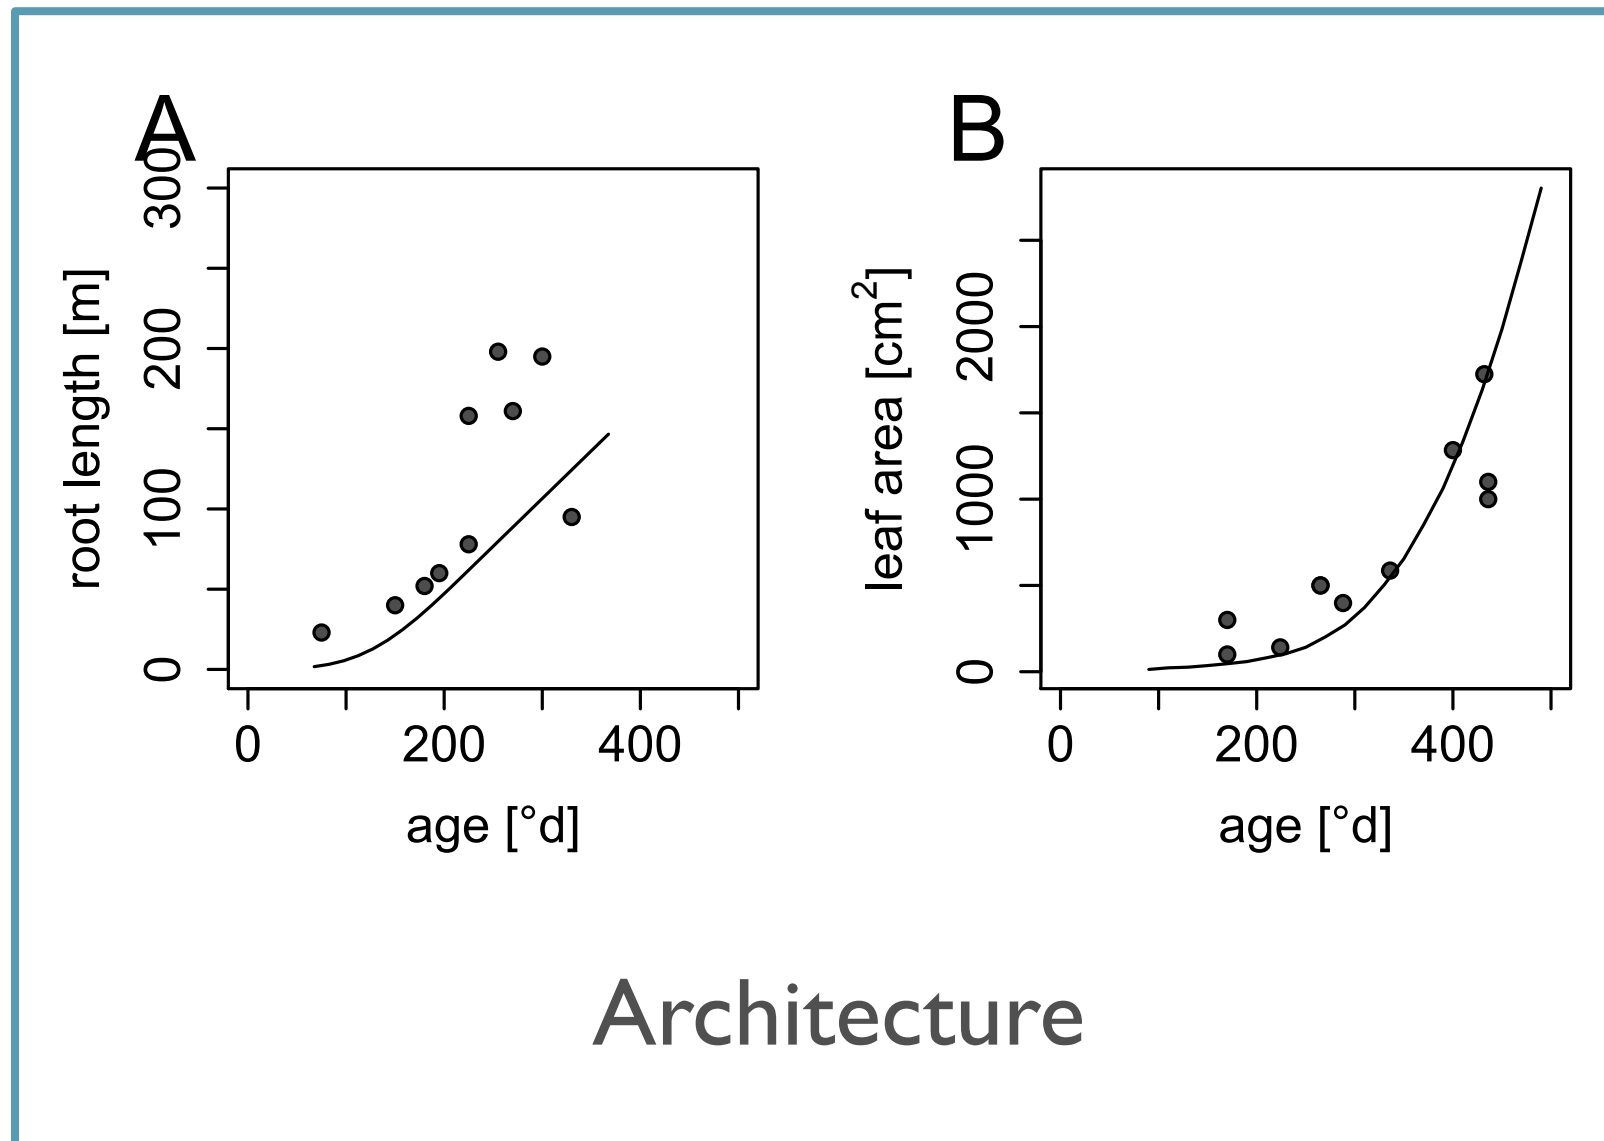 A
B
root length [m]
300
200
100
0
0 200 400
age [°d]
leaf area [cm²]
2000
1000
0
0 200 400
age [°d]
Architecture